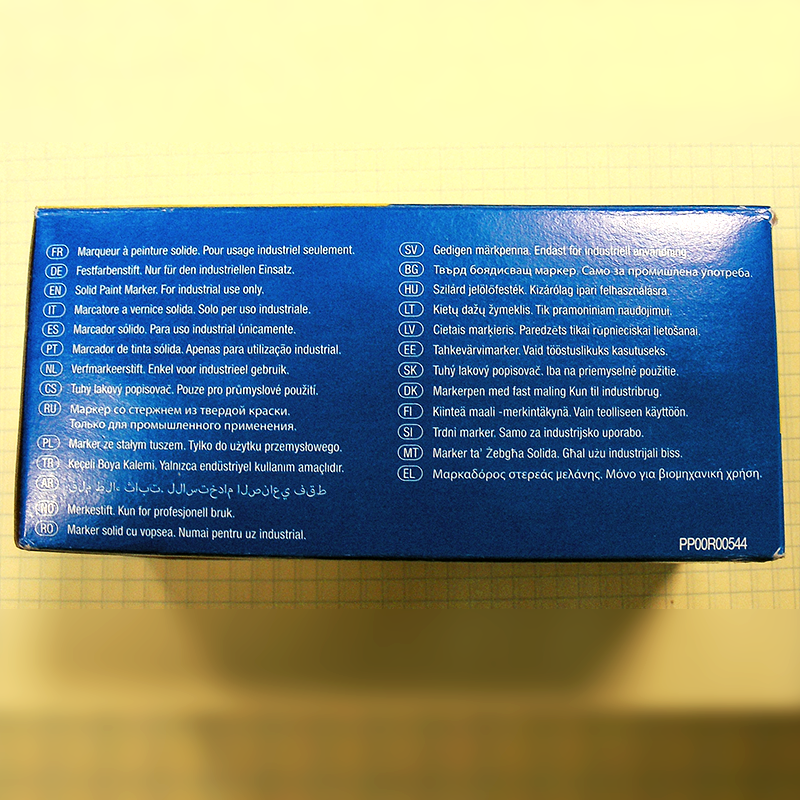 FR Marqueur à peinture solide. Pour usage industriel seulement.
DE Festfarbenstift. Nur für den industriellen Einsatz.
EN Solid Paint Marker. For industrial use only.
IT Marcatore a vernice solida. Solo per uso industriale.
ES Marcador sólido. Para uso industrial únicamente.
PT Marcador de tinta sólida. Apenas para utilização industrial.
NL Verfmarkeerstift. Enkel voor industrieel gebruik.
CS Tuhý lakový popisovač. Pouze pro průmyslové použití.
RU Маркер со стержнем из твердой краски.
Только для промышленного применения.
PL Marker ze stałym tuszem. Tylko do użytku przemysłowego.
TR Keçeli Boya Kalemi. Yalnızca endüstriyel kullanım amaçlıdır.
AR قلم طلاء ثابت. للاستخدام الصناعي فقط
NO Merkestift. Kun for profesjonell bruk.
RO Marker solid cu vopsea. Numai pentru uz industrial.
SV Gedigen märkpenna. Endast för industriell användning.
BG Твърд боядисващ маркер. Само за промишлена употреба.
HU Szilárd jelölőfesték. Kizárólag ipari felhasználásra.
LT Kietų dažų žymeklis. Tik pramoniniam naudojimui.
LV Cietais marķieris. Paredzēts tikai rūpnieciskai lietošanai.
EE Tahkevärvimarker. Vaid tööstuslikuks kasutuseks.
SK Tuhý lakový popisovač. Iba na priemyselné použitie.
DK Markerpen med fast maling Kun til industribrug.
FI Kiinteä maali -merkintäkynä. Vain teolliseen käyttöön.
SI Trdni marker. Samo za industrijsko uporabo.
MT Marker ta' Żebgħa Solida. Għal użu industrijali biss.
EL Μαρκαδόρος στερεάς μελάνης. Μόνο για βιομηχανική χρήση.
PP00R00544